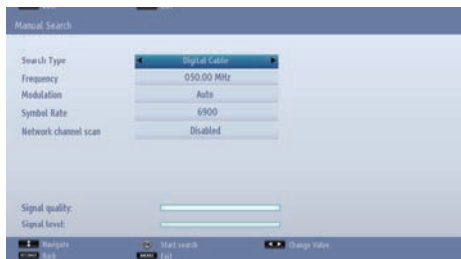 Manual Search
Search Type Digital Cable
Frequency 050.00 MHz
Modulation Auto
Symbol Rate 6900
Network channel scan Disabled
Signal quality:
Signal level:
Navigate Start search Change Value
Back MENU Exit